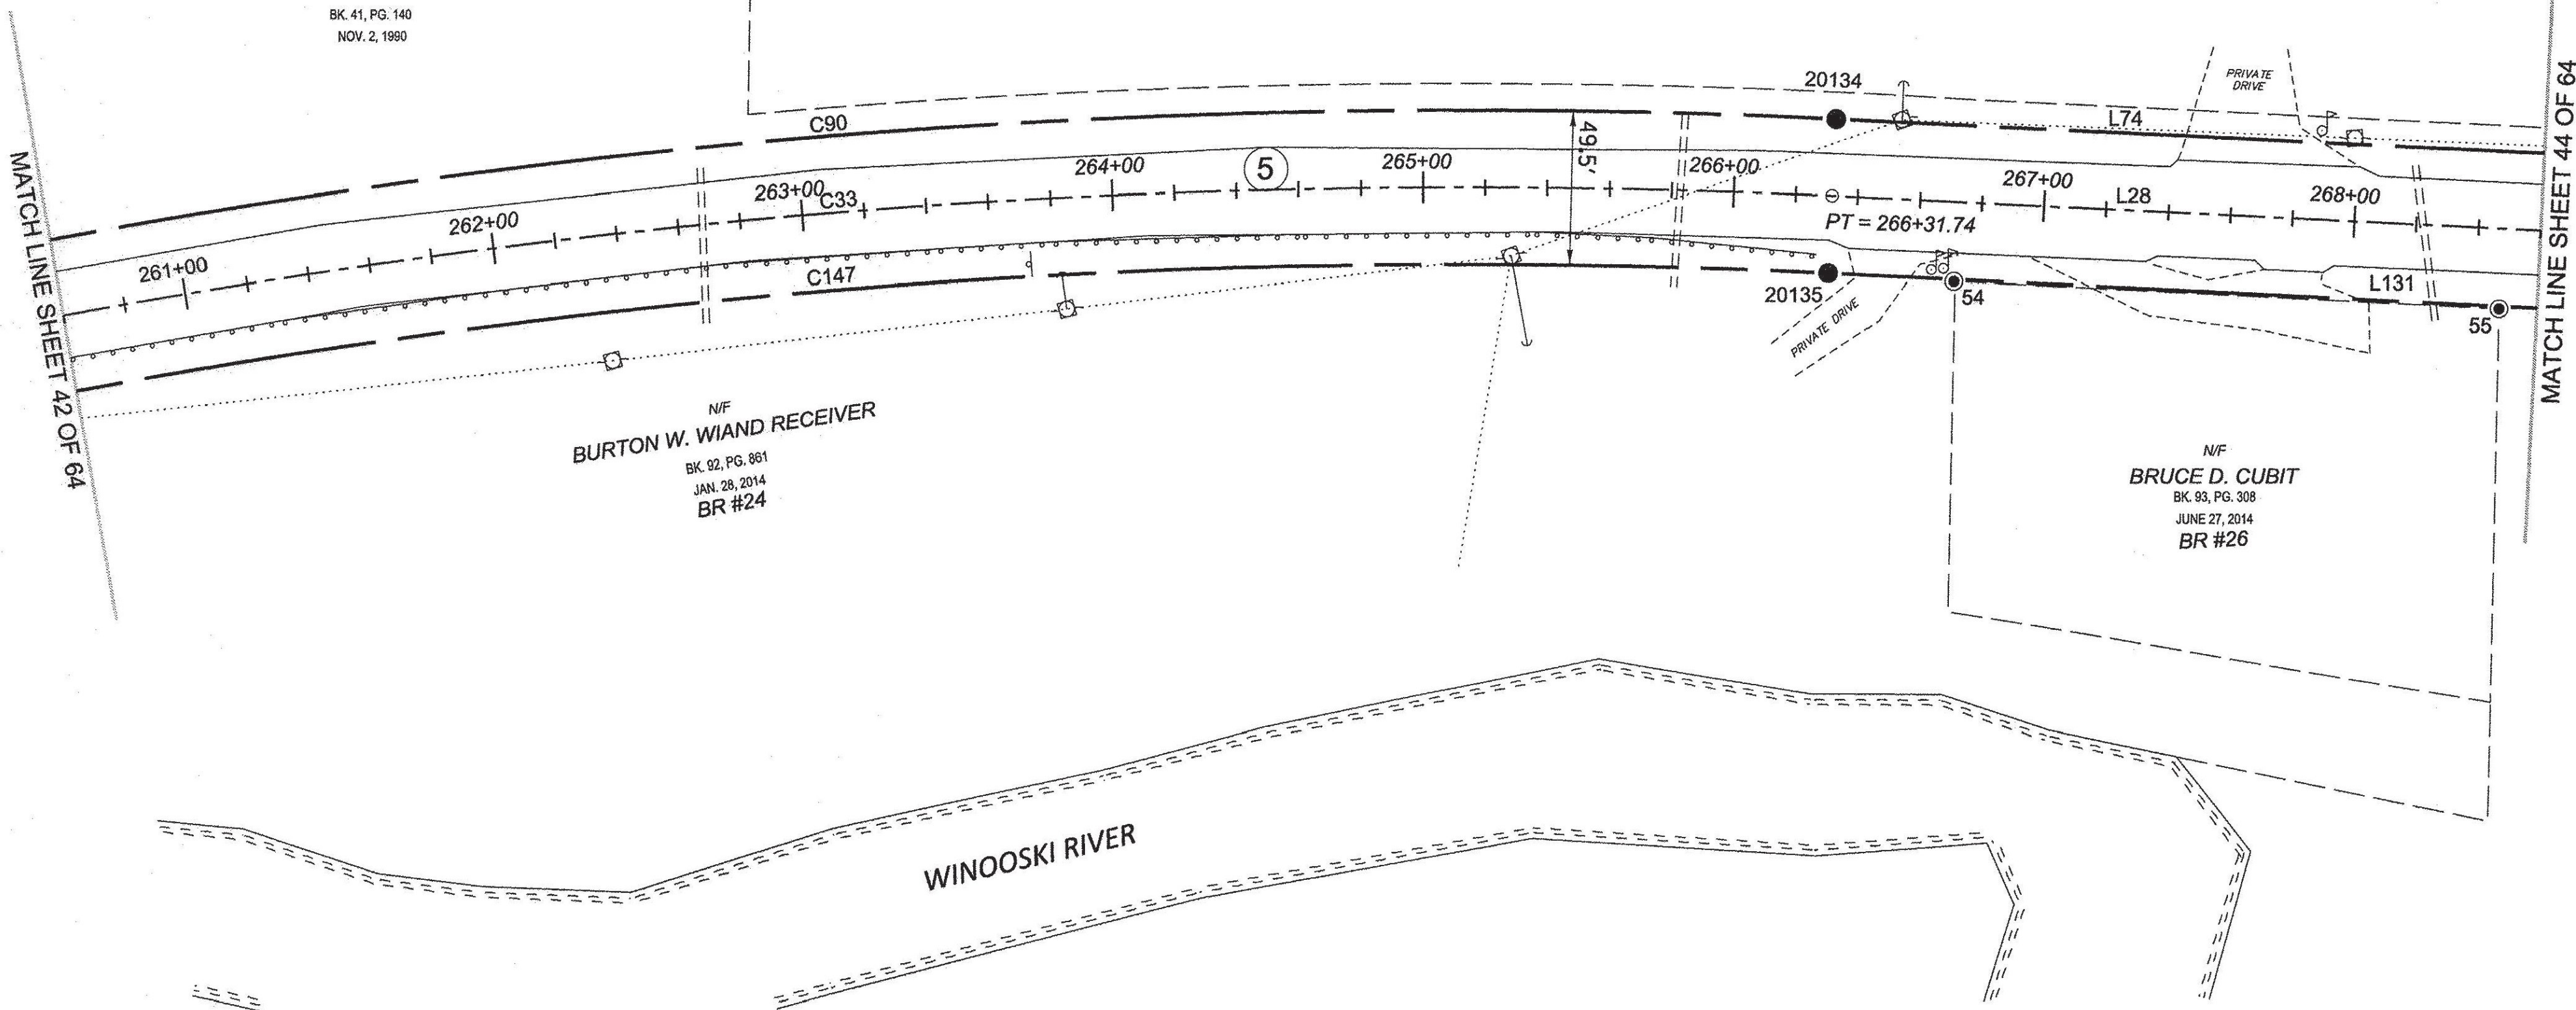 BK. 41, PG. 140
NOV. 2, 1990
MATCH LINE SHEET 42 OF 64
MATCH LINE SHEET 44 OF 64
20134
PRIVATE
DRIVE
C90
L74
49.5'
5
261+00
262+00
263+00
C33
264+00
265+00
266+00
267+00
L28
268+00
PT = 266+31.74
C147
20135
PRIVATE DRIVE
54
L131
55
N/F
BURTON W. WIAND RECEIVER
BK. 92, PG. 861
JAN. 28, 2014
BR #24
N/F
BRUCE D. CUBIT
BK. 93, PG. 308
JUNE 27, 2014
BR #26
WINOOSKI RIVER